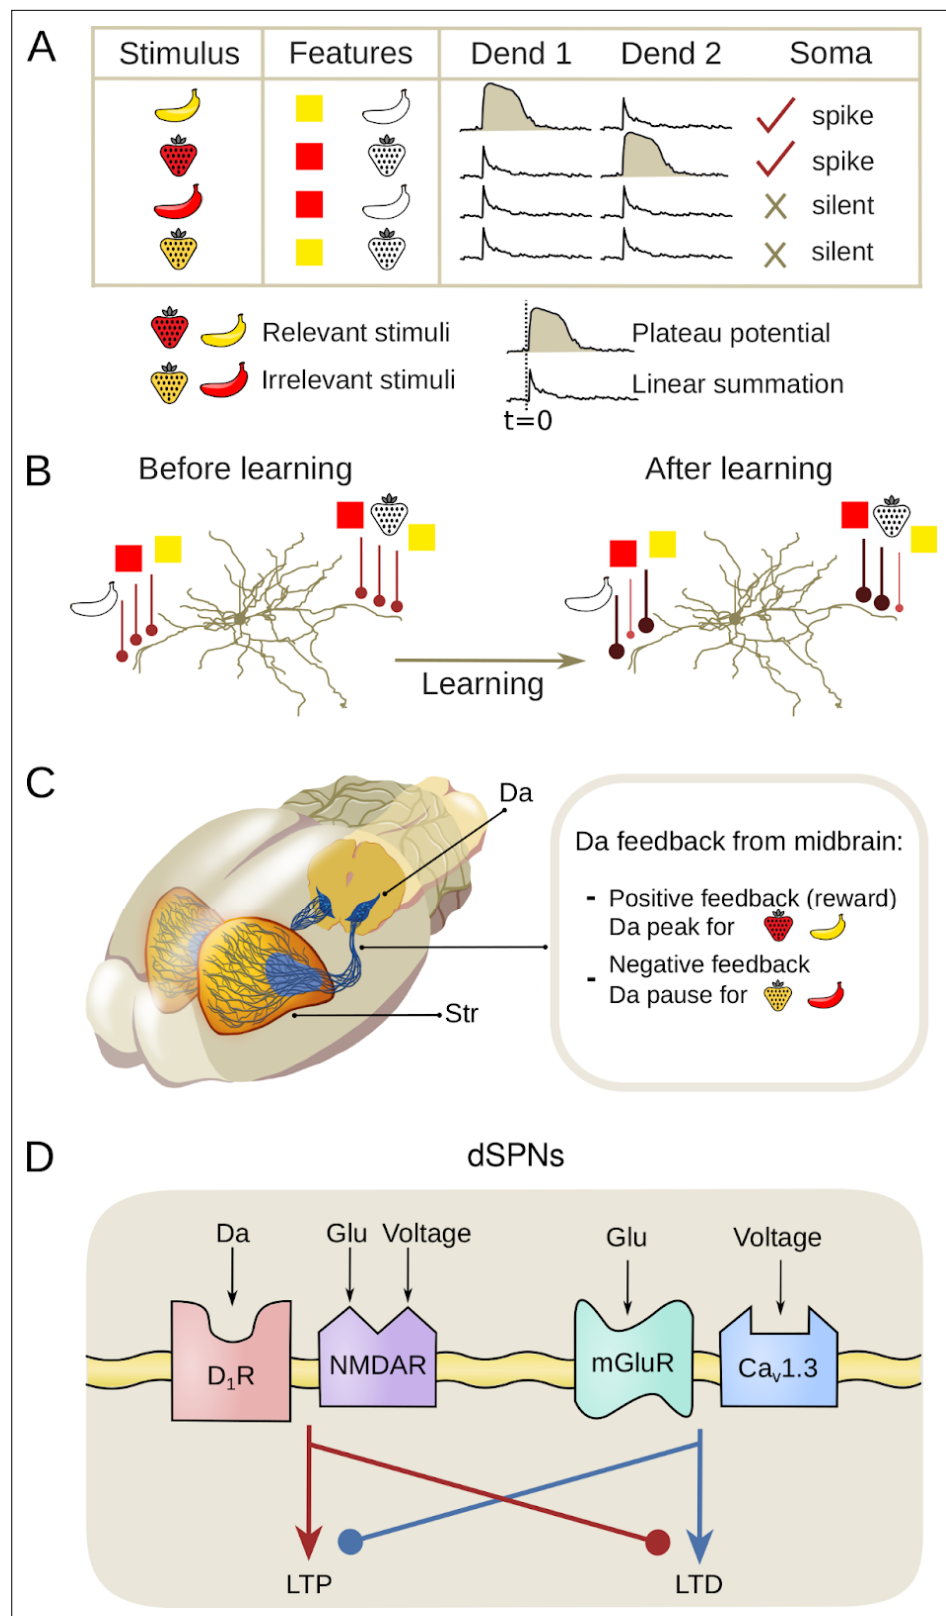 A
Stimulus Features Dend 1 Dend 2 Soma
spike
spike
silent
silent
Relevant stimuli
Irrelevant stimuli
Plateau potential
Linear summation
t=0
B
Before learning
After learning
Learning
C
Da
Str
Da feedback from midbrain:
- Positive feedback (reward)
Da peak for
- Negative feedback
Da pause for
D
dSPNs
Da Glu Voltage Glu Voltage
D₁R NMDAR mGluR Caᵥ1.3
LTP LTD